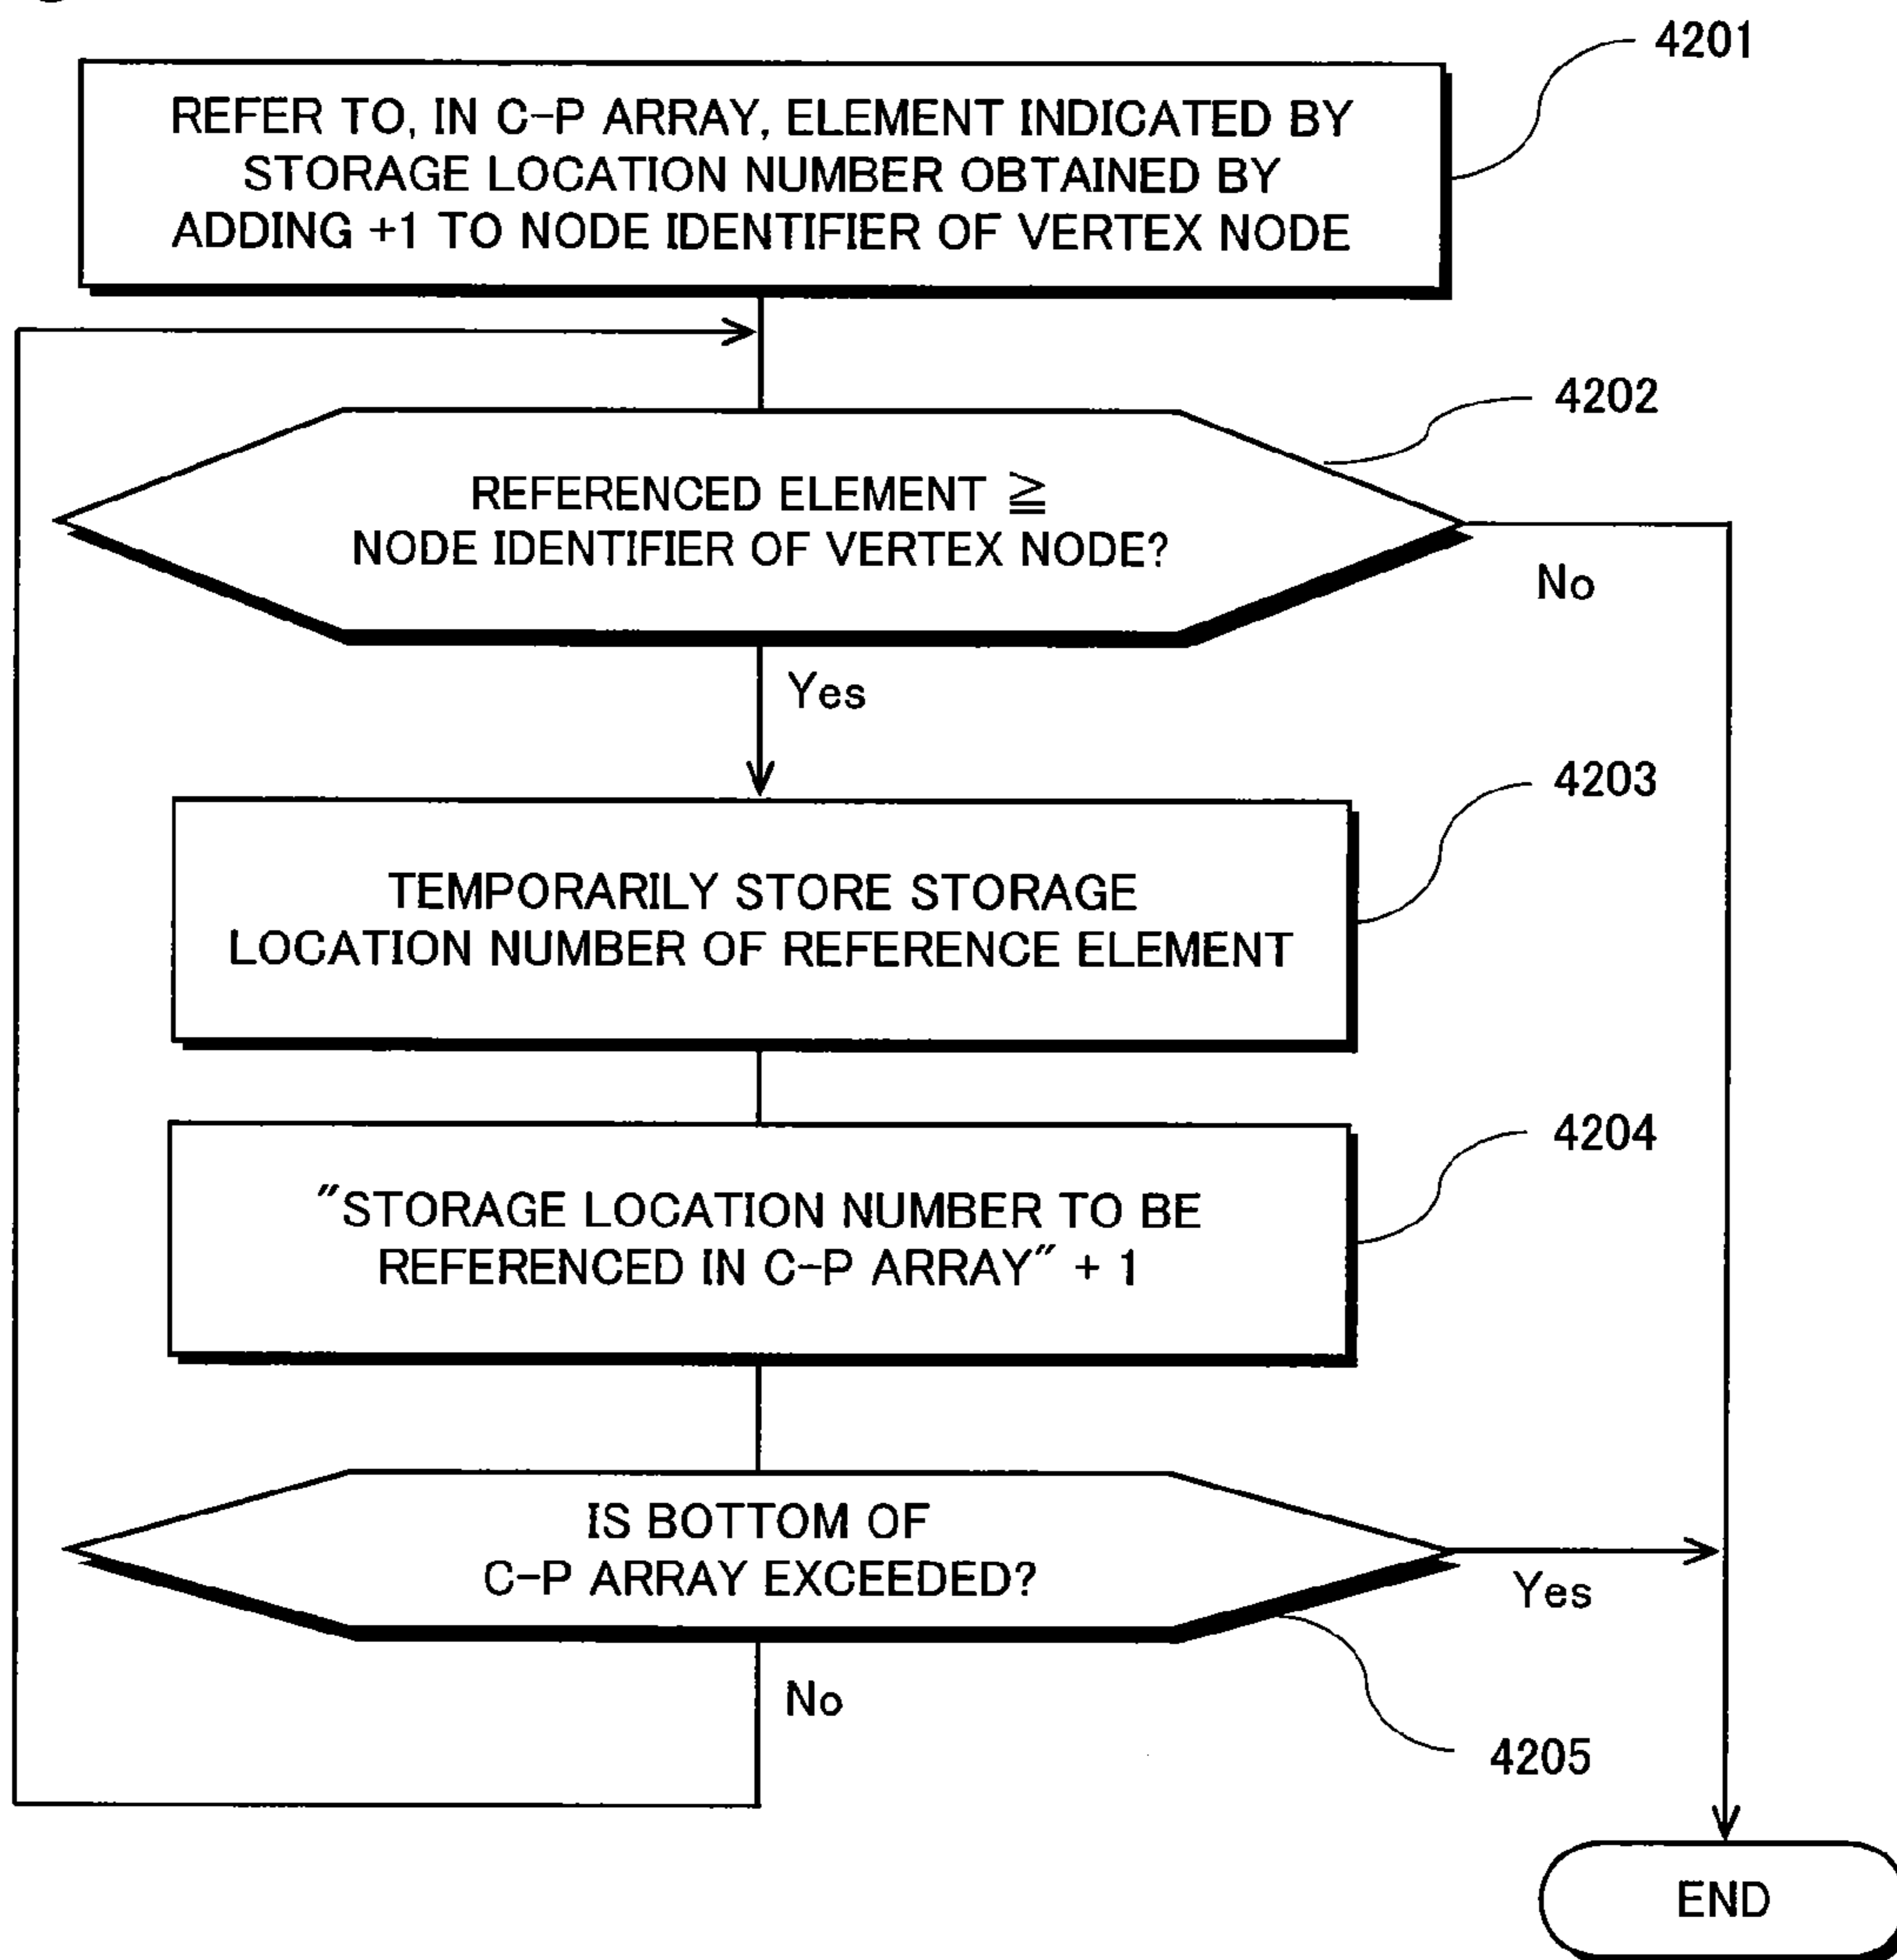 4201
REFER TO, IN C-P ARRAY, ELEMENT INDICATED BY
STORAGE LOCATION NUMBER OBTAINED BY
ADDING +1 TO NODE IDENTIFIER OF VERTEX NODE
4202
REFERENCED ELEMENT ≧
NODE IDENTIFIER OF VERTEX NODE?
No
Yes
4203
TEMPORARILY STORE STORAGE
LOCATION NUMBER OF REFERENCE ELEMENT
4204
"STORAGE LOCATION NUMBER TO BE
REFERENCED IN C-P ARRAY" + 1
IS BOTTOM OF
C-P ARRAY EXCEEDED?
Yes
No
4205
END